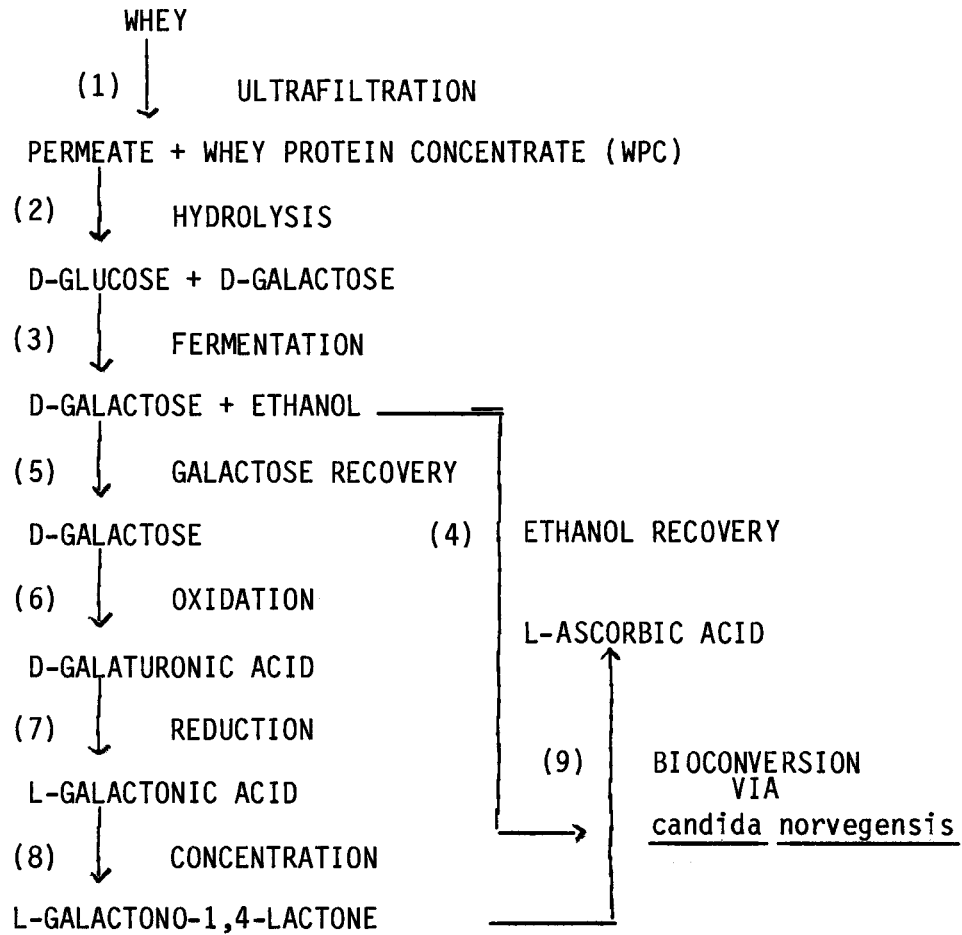 WHEY
(1) ULTRAFILTRATION
PERMEATE + WHEY PROTEIN CONCENTRATE (WPC)
(2) HYDROLYSIS
D-GLUCOSE + D-GALACTOSE
(3) FERMENTATION
D-GALACTOSE + ETHANOL
(5) GALACTOSE RECOVERY
(4) ETHANOL RECOVERY
D-GALACTOSE
(6) OXIDATION
L-ASCORBIC ACID
D-GALATURONIC ACID
(7) REDUCTION
(9) BIOCONVERSION
VIA
candida norvegensis
L-GALACTONIC ACID
(8) CONCENTRATION
L-GALACTONO-1,4-LACTONE